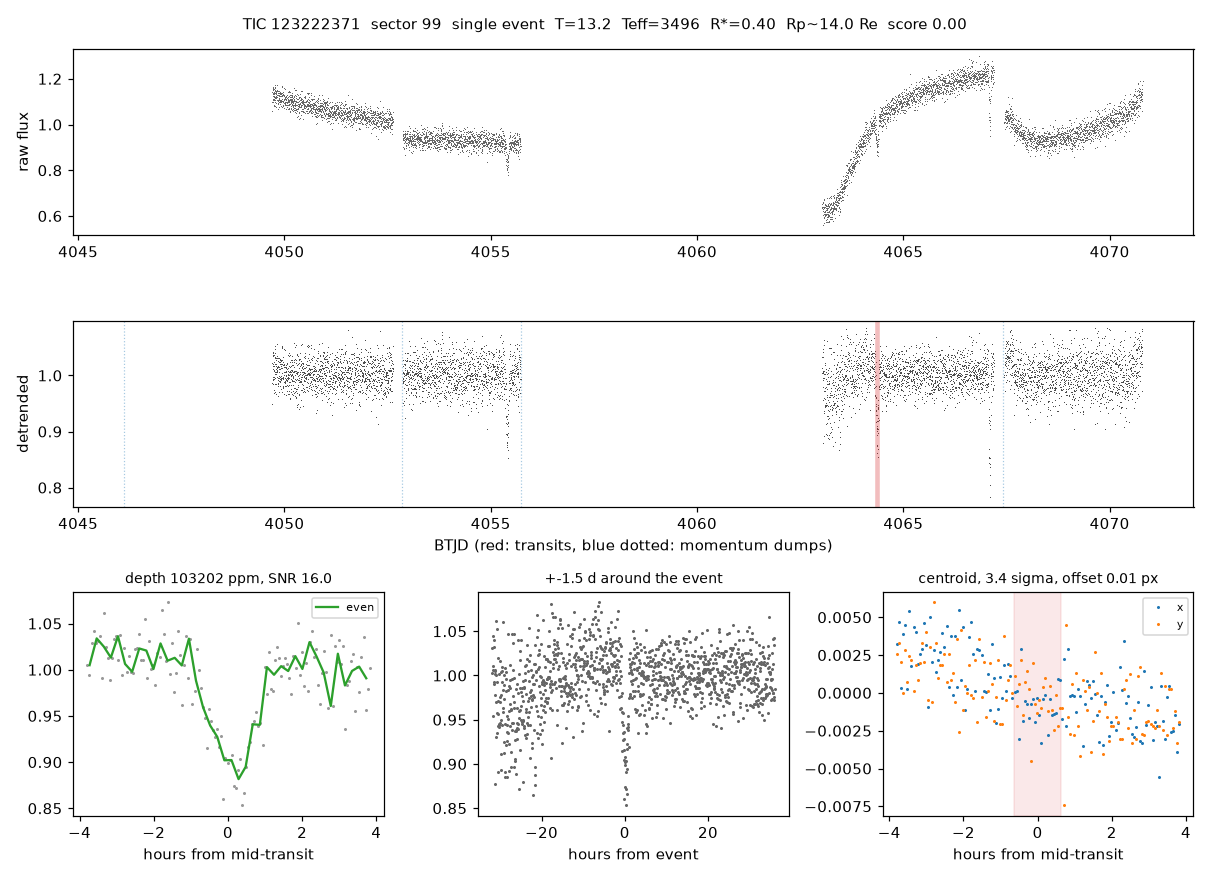 TIC 123222371  sector 99  single event  T=13.2  Teff=3496  R*=0.40  Rp~14.0 Re  score 0.00
raw flux
1.2
1.0
0.8
0.6
4045 4050 4055 4060 4065 4070
detrended
1.0
0.9
0.8
4045 4050 4055 4060 4065 4070
BTJD (red: transits, blue dotted: momentum dumps)
depth 103202 ppm, SNR 16.0
even
1.05
1.00
0.95
0.90
0.85
−4 −2 0 2 4
hours from mid-transit
+-1.5 d around the event
1.05
1.00
0.95
0.90
0.85
−20 0 20
hours from event
centroid, 3.4 sigma, offset 0.01 px
x
y
0.0050
0.0025
0.0000
−0.0025
−0.0050
−0.0075
−4 −2 0 2 4
hours from mid-transit